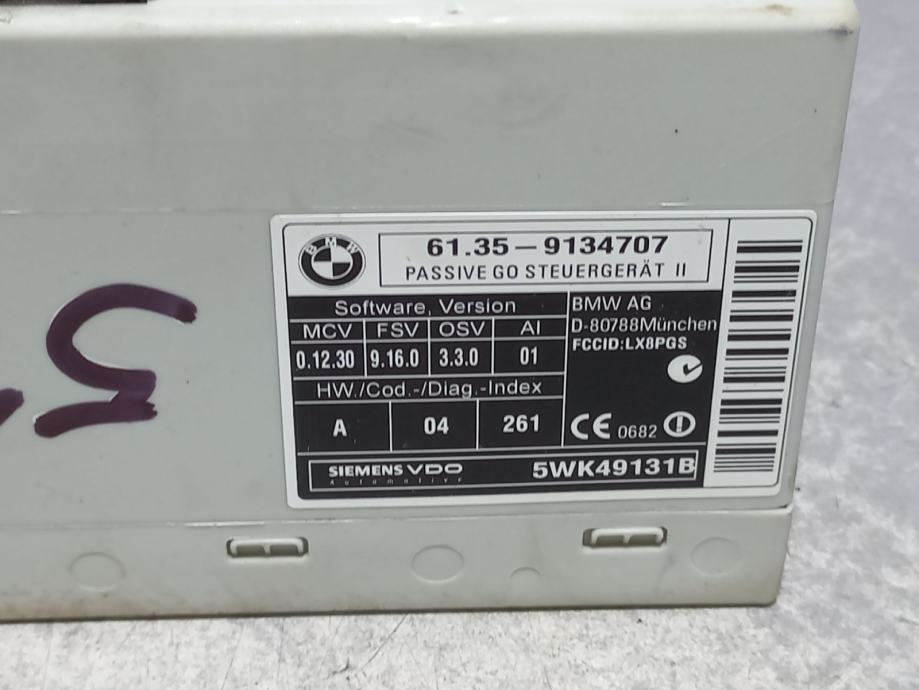 BMW
61.35-9134707
PASSIVE GO STEUERGERÄT II
Software, Version
MCV FSV OSV AI
0.12.30 9.16.0 3.3.0 01
HW./Cod.-/Diag.-Index
A 04 261
BMW AG
D-80788München
FCCID:LX8PGS
CE 0682
SIEMENS VDO
Automotive
5WK49131B